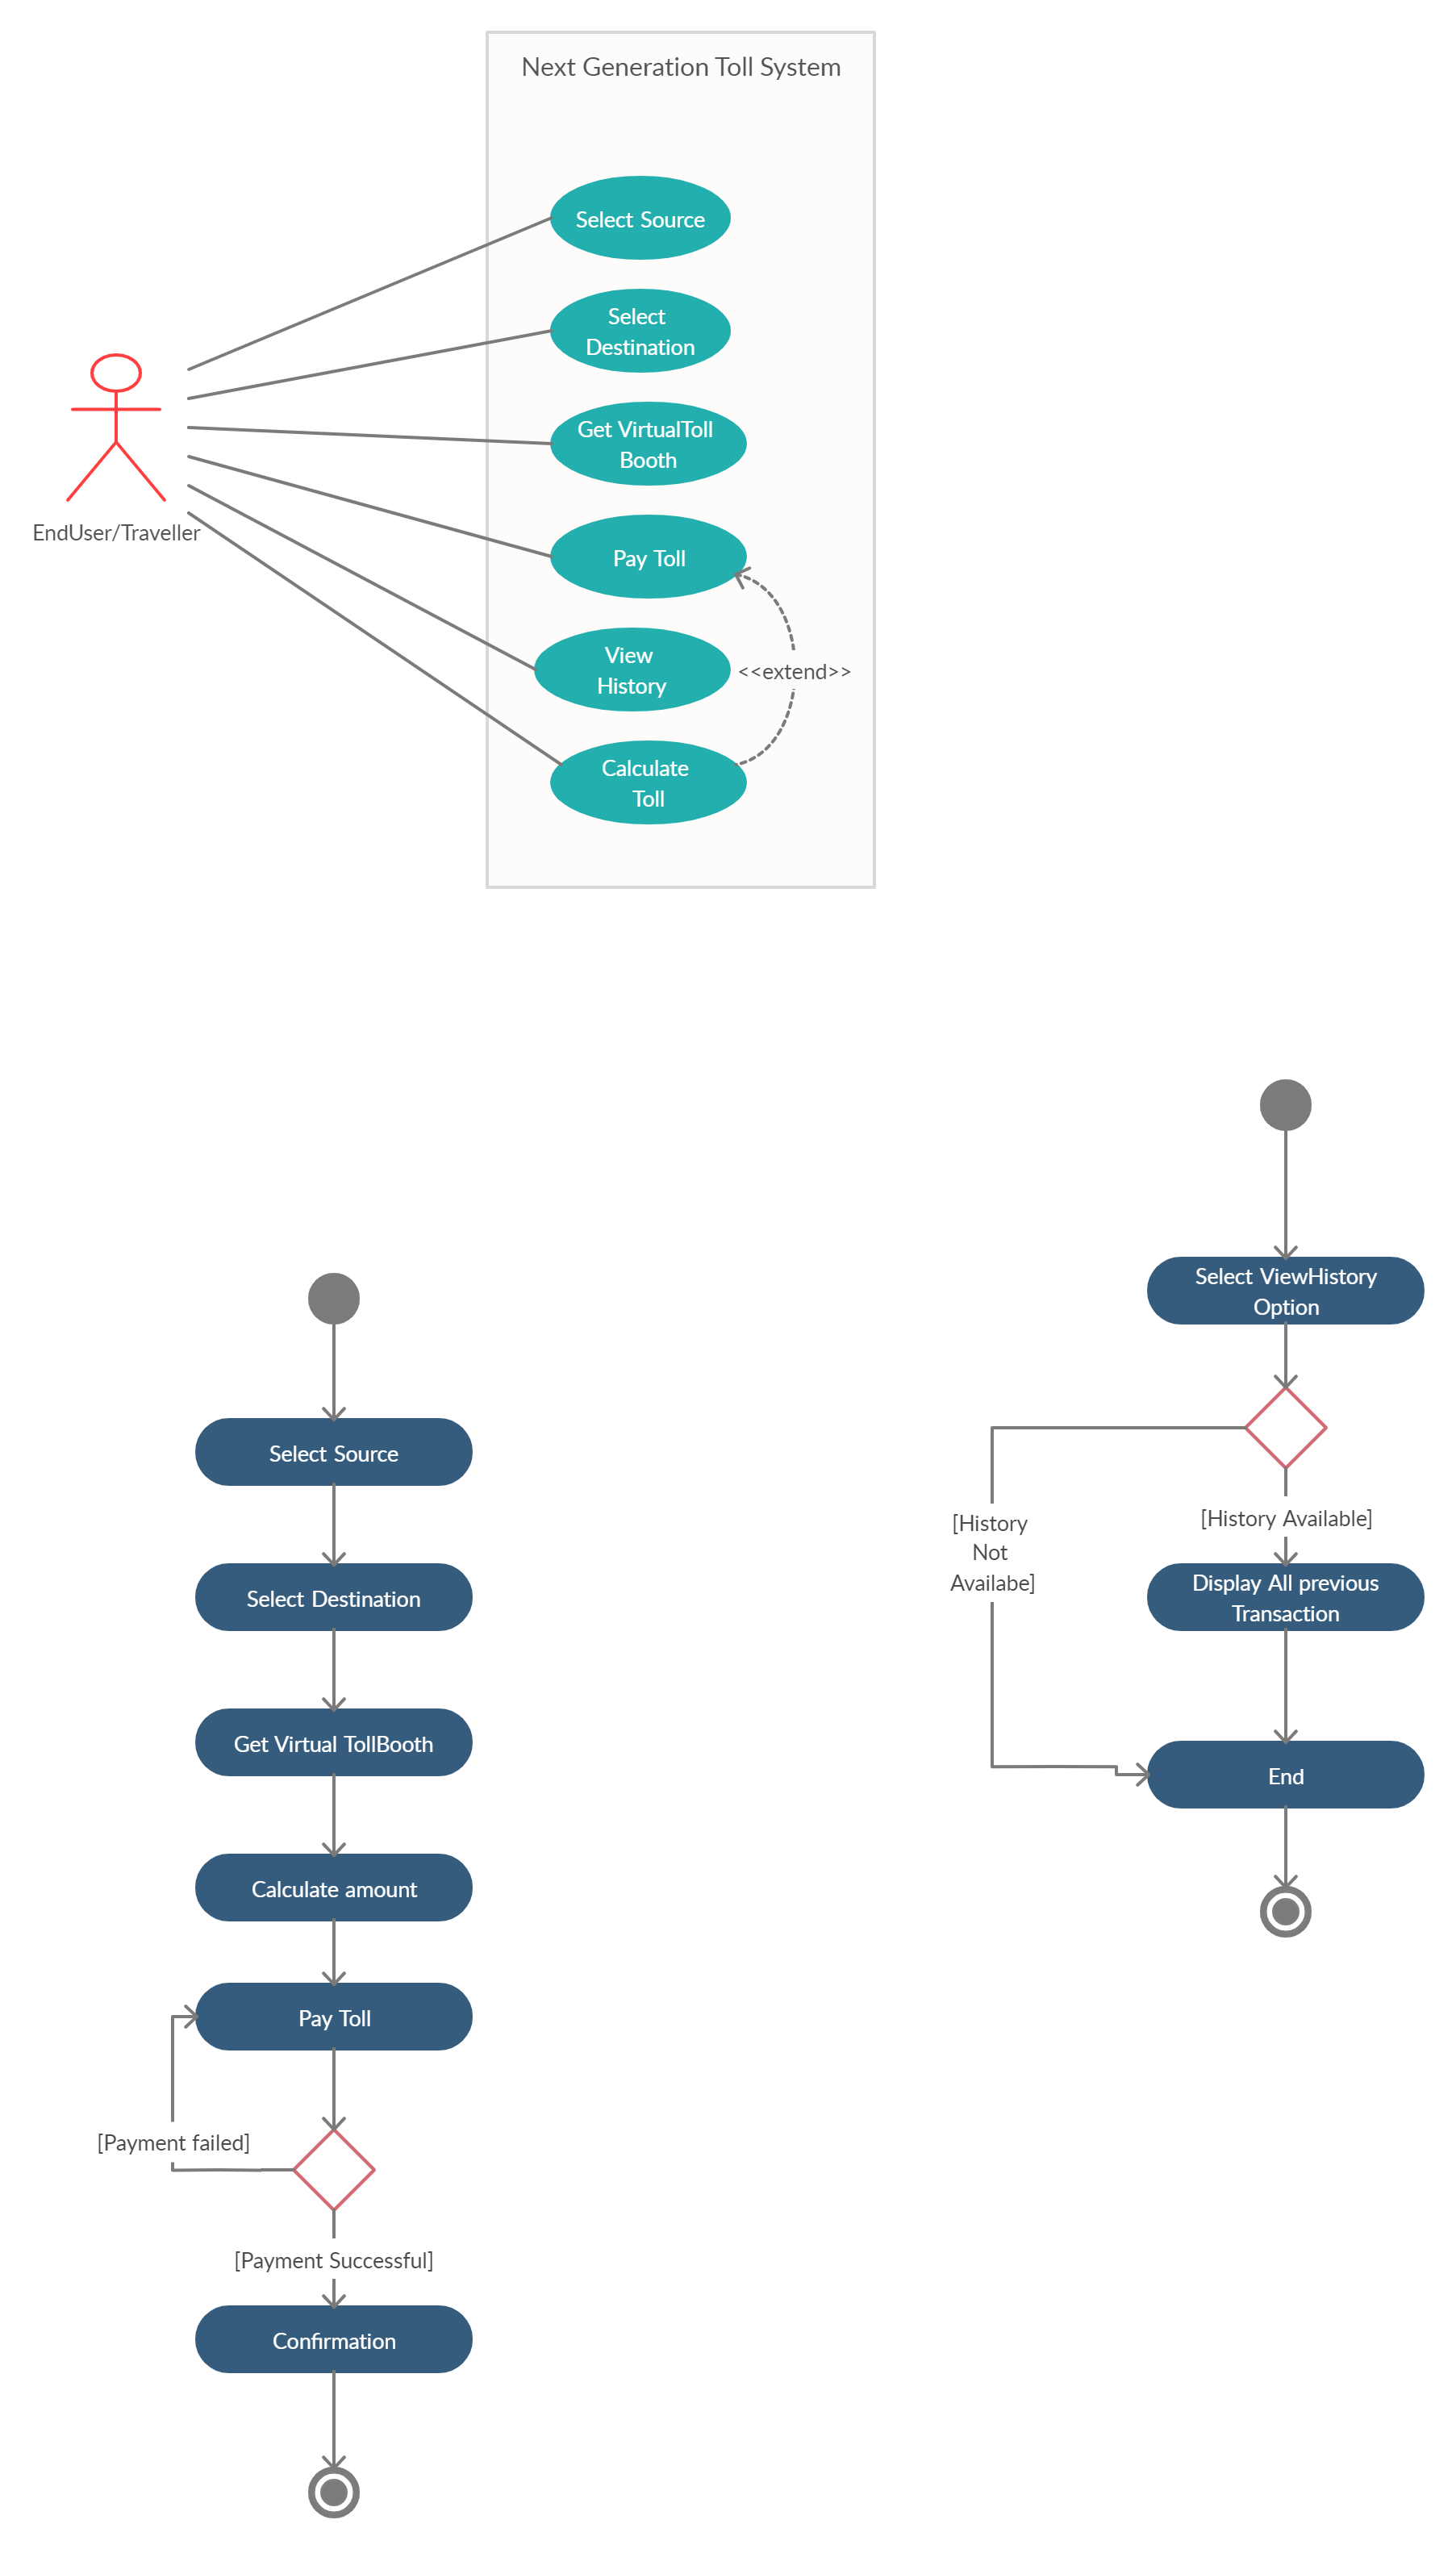 Next Generation Toll System
Select Source
Select
Destination
Get VirtualToll
Booth
Pay Toll
View
History
<<extend>>
Calculate
Toll
EndUser/Traveller
Select Source
Select Destination
Get Virtual TollBooth
Calculate amount
Pay Toll
[Payment failed]
[Payment Successful]
Confirmation
Select ViewHistory
Option
[History
Not
Availabe]
[History Available]
Display All previous
Transaction
End